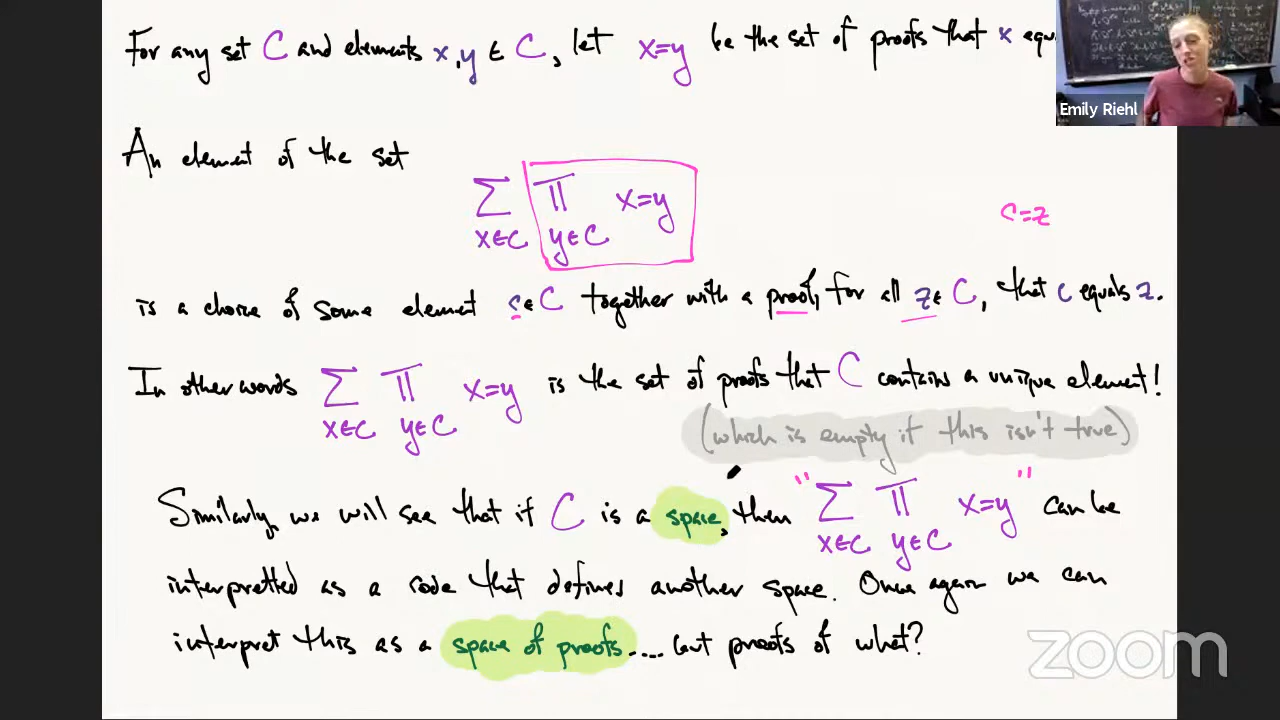 For any set C and elements x,y ∈ C, let x=y be the set of proofs that x equ
Emily Riehl
An element of the set
∑ ∏ x=y
x∈C y∈C
c=z
is a choice of some element c∈C together with a proof, for all z∈C, that c equals z.
In other words ∑ ∏ x=y is the set of proofs that C contains a unique element!
x∈C y∈C
(which is empty if this isn't true)
Similarly, we will see that if C is a space, then "∑ ∏ x=y" can be
x∈C y∈C
interpretted as a code that defines another space. Once again we can
interpret this as a space of proofs.... but proofs of what?
zoom